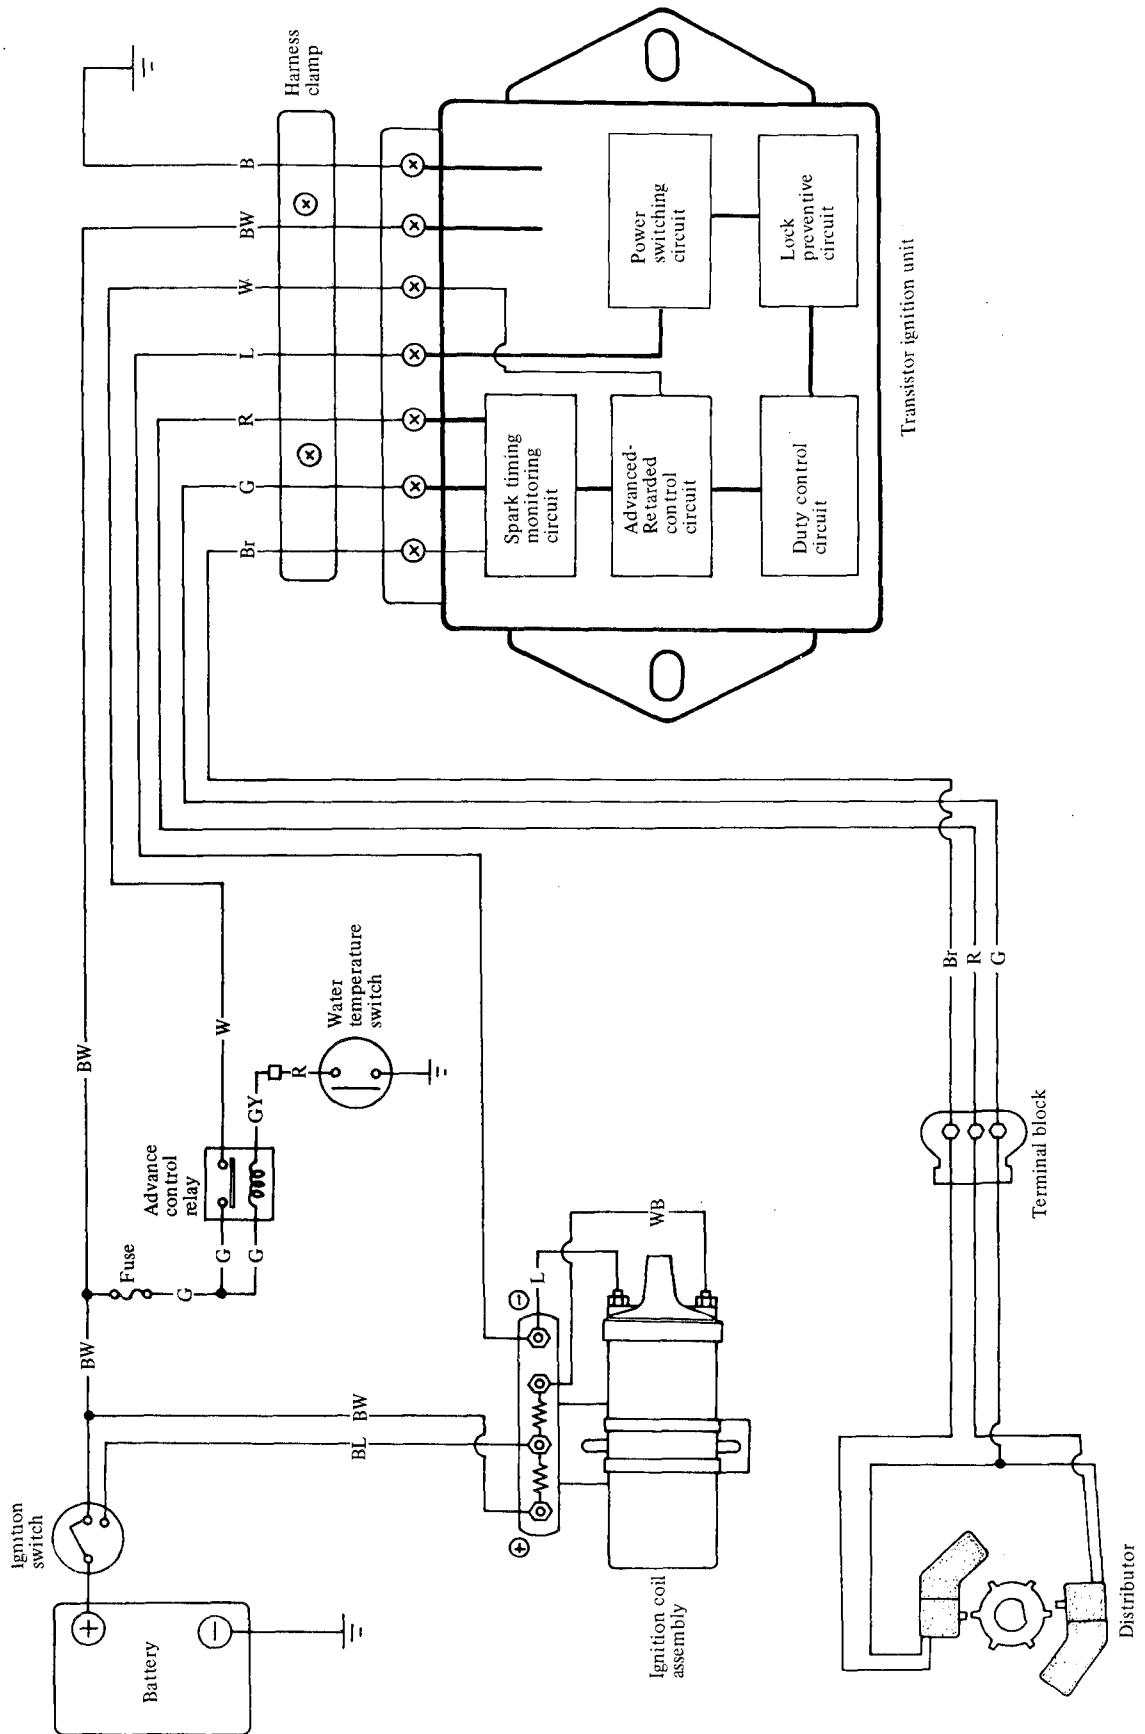 Harness
clamp
B
BW
W
L
R
G
Br
Power
switching
circuit
Lock
preventive
circuit
Spark timing
monitoring
circuit
Advanced-
Retarded
control
circuit
Duty control
circuit
Transistor ignition unit
BW
W
Water
temperature
switch
R
GY
Advance
control
relay
G
G
Fuse
G
BW
BW
BL
L
WB
Br
R
G
Terminal block
Ignition
switch
Battery
+
−
+
−
Ignition coil
assembly
Distributor